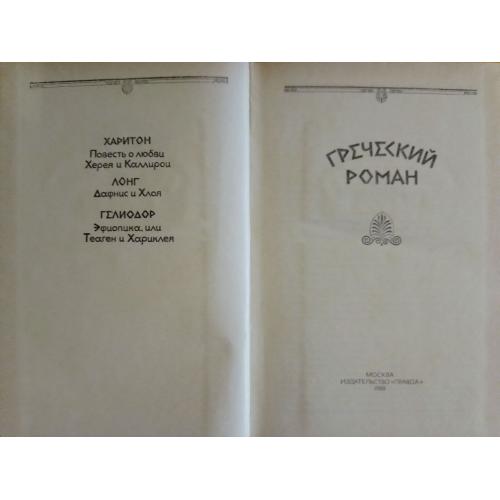 ХАРИТОН
Повесть о любви
Херея и Каллирои
ЛОНГ
Дафнис и Хлоя
ГЕЛИОДОР
Эфиопика, или
Теаген и Хариклея
ГРЕЧЕСКИЙ
РОМАН
МОСКВА
ИЗДАТЕЛЬСТВО «ПРАВДА»